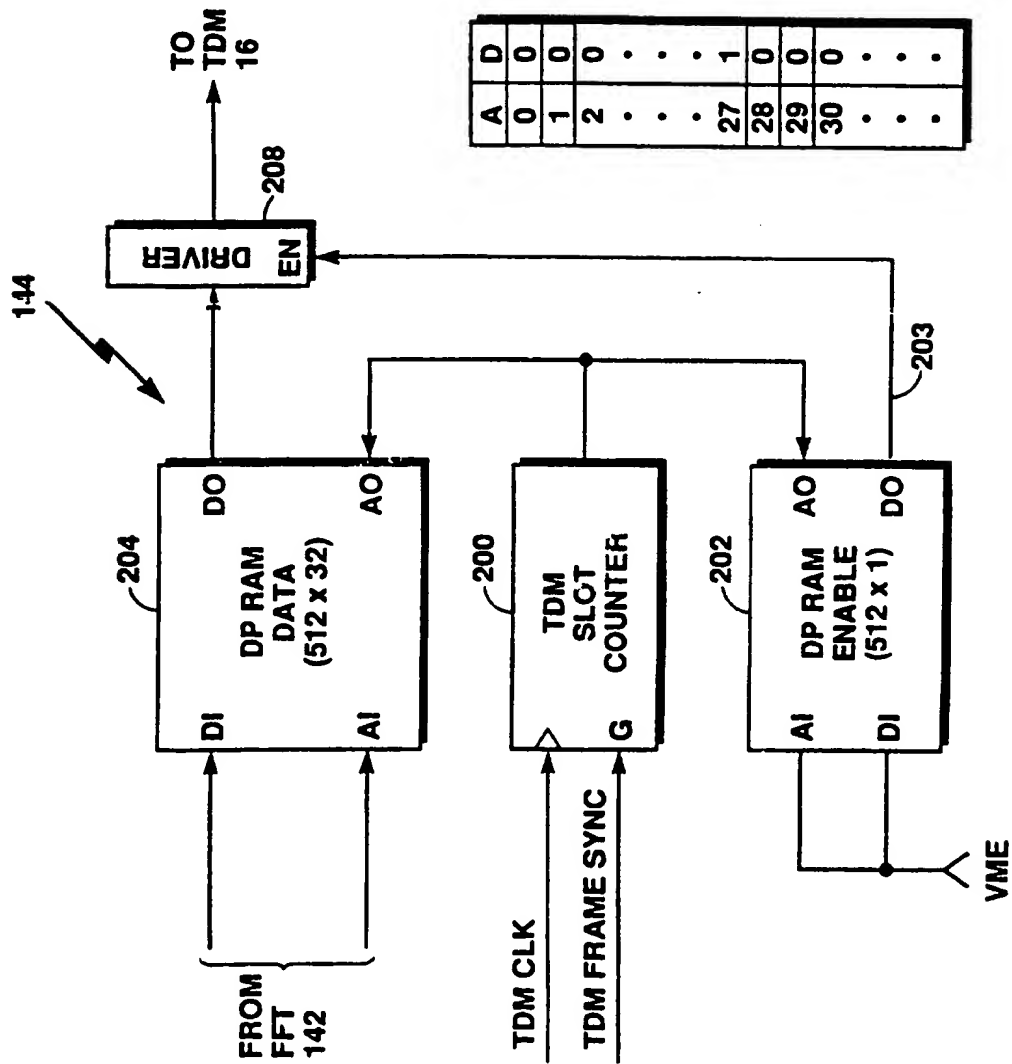 144
TO
TDM
16
208
DRIVER
EN
204
DI
DO
DP RAM
DATA
(512 x 32)
AI
AO
FROM
FFT
142
200
TDM
SLOT
COUNTER
G
TDM CLK
TDM FRAME SYNC
202
AI
AO
DP RAM
ENABLE
(512 x 1)
DI
DO
203
VME
A D
0 0
1 0
2 0
• •
• •
• •
27 1
28 0
29 0
30 0
• •
• •
• •